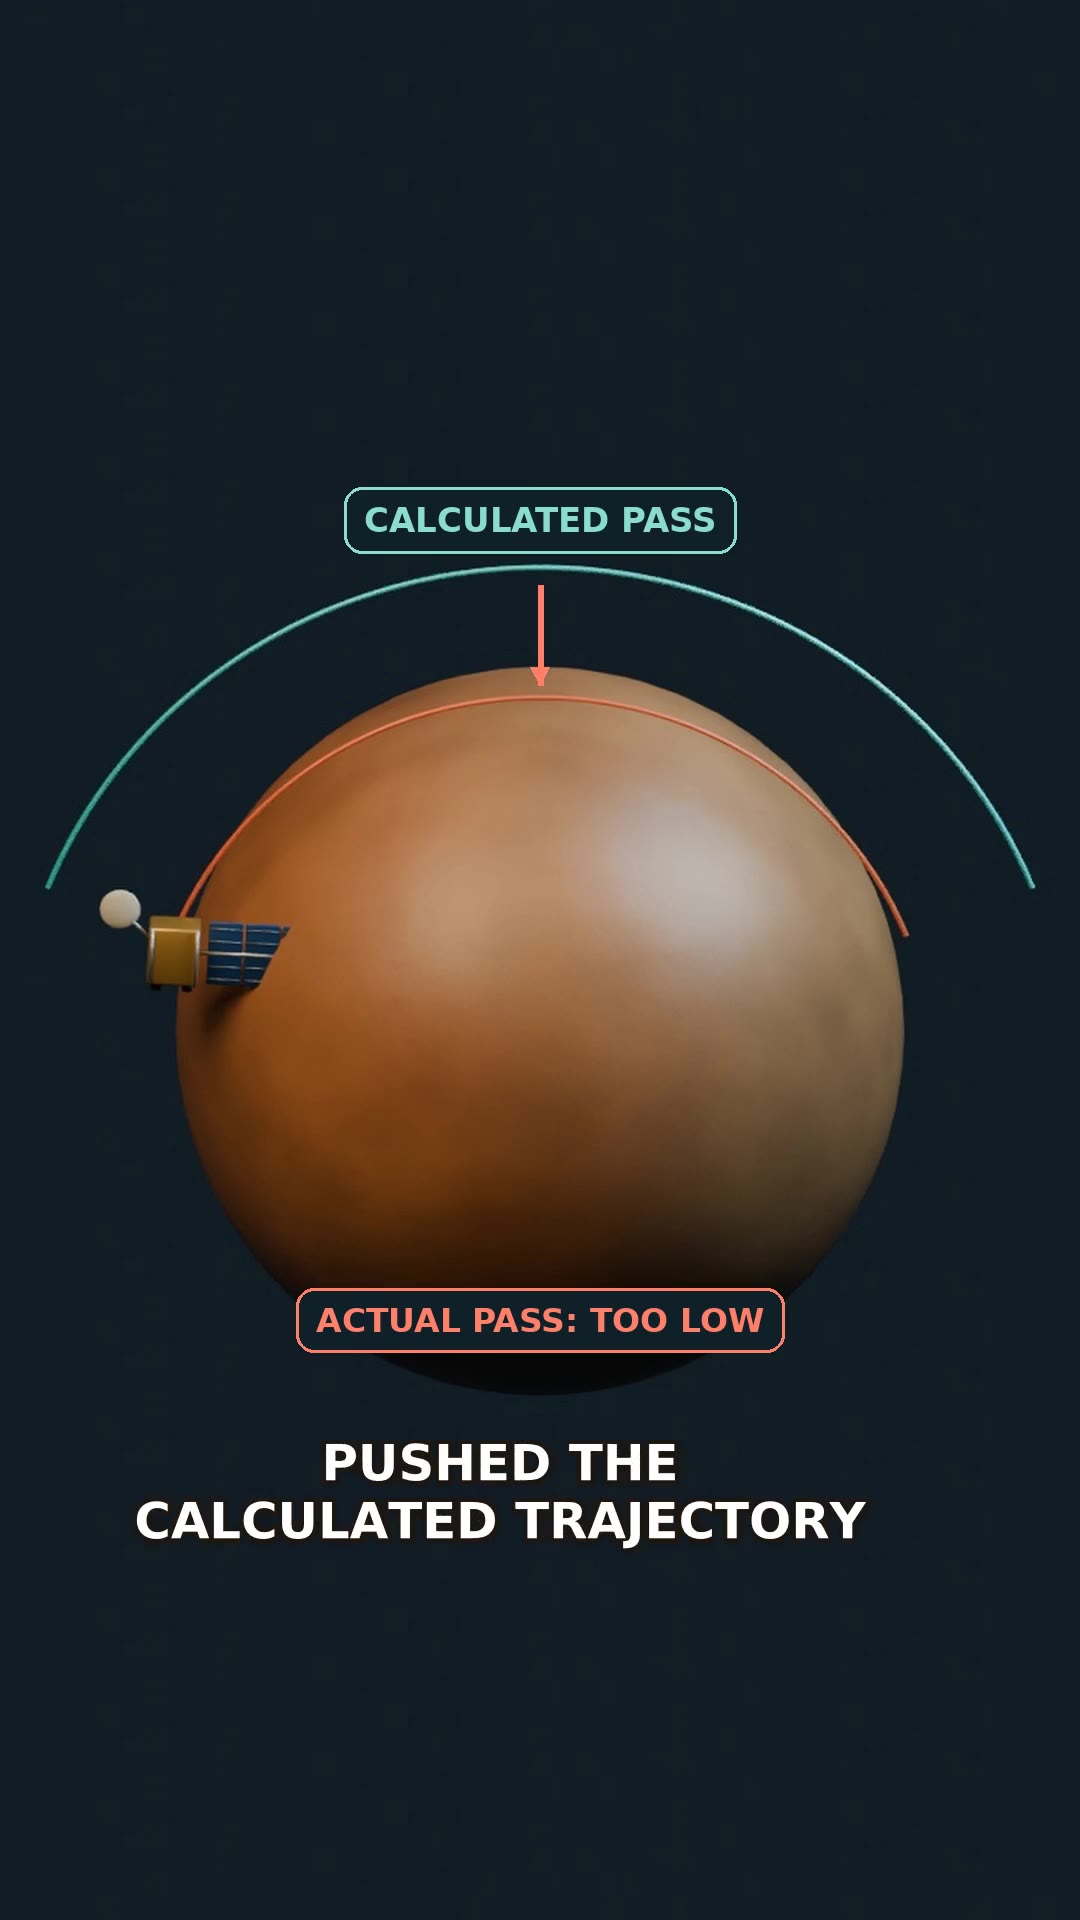 CALCULATED PASS
ACTUAL PASS: TOO LOW
PUSHED THE
CALCULATED TRAJECTORY